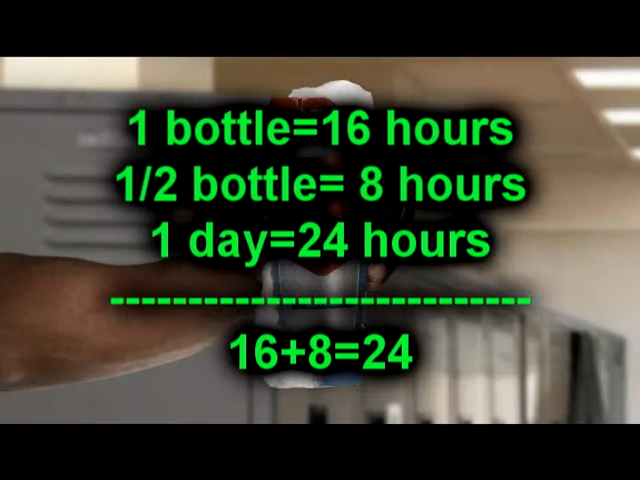 1 bottle=16 hours
1/2 bottle= 8 hours
1 day=24 hours
---------------------------
16+8=24